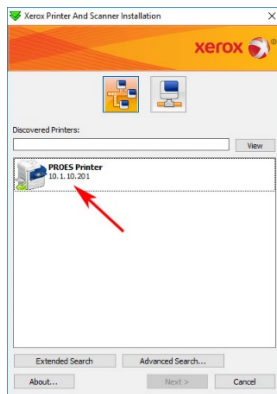 Xerox Printer And Scanner Installation
xerox
Discovered Printers:
View
PROES Printer
10.1.10.201
Extended Search
Advanced Search...
About...
Next >
Cancel